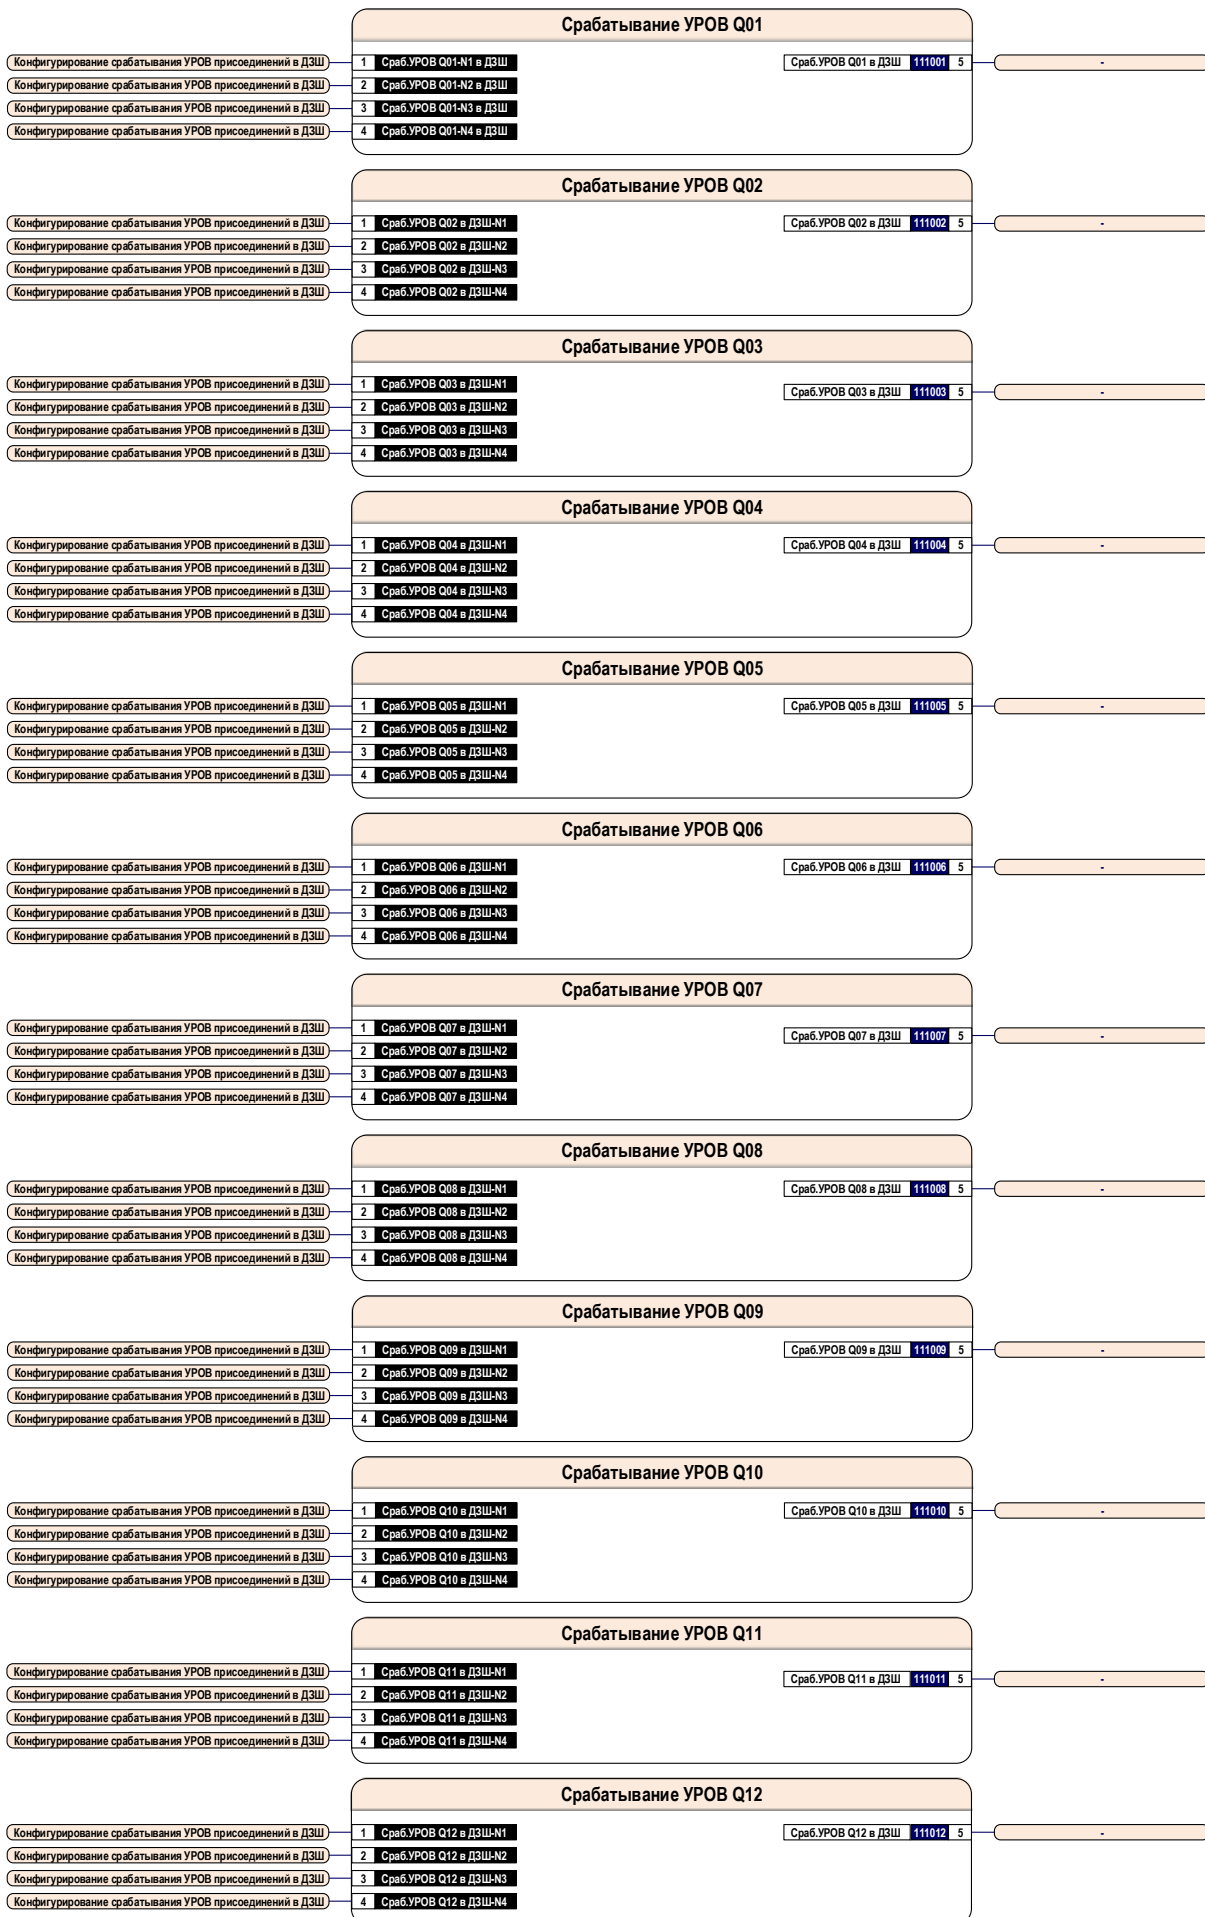 Срабатывание УРОВ Q01
Конфигурирование срабатывания УРОВ присоединений в ДЗШ 1 Сраб.УРОВ Q01-N1 в ДЗШ Сраб.УРОВ Q01 в ДЗШ 111001 5 -
Конфигурирование срабатывания УРОВ присоединений в ДЗШ 2 Сраб.УРОВ Q01-N2 в ДЗШ
Конфигурирование срабатывания УРОВ присоединений в ДЗШ 3 Сраб.УРОВ Q01-N3 в ДЗШ
Конфигурирование срабатывания УРОВ присоединений в ДЗШ 4 Сраб.УРОВ Q01-N4 в ДЗШ
Срабатывание УРОВ Q02
Конфигурирование срабатывания УРОВ присоединений в ДЗШ 1 Сраб.УРОВ Q02 в ДЗШ-N1 Сраб.УРОВ Q02 в ДЗШ 111002 5 -
Конфигурирование срабатывания УРОВ присоединений в ДЗШ 2 Сраб.УРОВ Q02 в ДЗШ-N2
Конфигурирование срабатывания УРОВ присоединений в ДЗШ 3 Сраб.УРОВ Q02 в ДЗШ-N3
Конфигурирование срабатывания УРОВ присоединений в ДЗШ 4 Сраб.УРОВ Q02 в ДЗШ-N4
Срабатывание УРОВ Q03
Конфигурирование срабатывания УРОВ присоединений в ДЗШ 1 Сраб.УРОВ Q03 в ДЗШ-N1 Сраб.УРОВ Q03 в ДЗШ 111003 5 -
Конфигурирование срабатывания УРОВ присоединений в ДЗШ 2 Сраб.УРОВ Q03 в ДЗШ-N2
Конфигурирование срабатывания УРОВ присоединений в ДЗШ 3 Сраб.УРОВ Q03 в ДЗШ-N3
Конфигурирование срабатывания УРОВ присоединений в ДЗШ 4 Сраб.УРОВ Q03 в ДЗШ-N4
Срабатывание УРОВ Q04
Конфигурирование срабатывания УРОВ присоединений в ДЗШ 1 Сраб.УРОВ Q04 в ДЗШ-N1 Сраб.УРОВ Q04 в ДЗШ 111004 5 -
Конфигурирование срабатывания УРОВ присоединений в ДЗШ 2 Сраб.УРОВ Q04 в ДЗШ-N2
Конфигурирование срабатывания УРОВ присоединений в ДЗШ 3 Сраб.УРОВ Q04 в ДЗШ-N3
Конфигурирование срабатывания УРОВ присоединений в ДЗШ 4 Сраб.УРОВ Q04 в ДЗШ-N4
Срабатывание УРОВ Q05
Конфигурирование срабатывания УРОВ присоединений в ДЗШ 1 Сраб.УРОВ Q05 в ДЗШ-N1 Сраб.УРОВ Q05 в ДЗШ 111005 5 -
Конфигурирование срабатывания УРОВ присоединений в ДЗШ 2 Сраб.УРОВ Q05 в ДЗШ-N2
Конфигурирование срабатывания УРОВ присоединений в ДЗШ 3 Сраб.УРОВ Q05 в ДЗШ-N3
Конфигурирование срабатывания УРОВ присоединений в ДЗШ 4 Сраб.УРОВ Q05 в ДЗШ-N4
Срабатывание УРОВ Q06
Конфигурирование срабатывания УРОВ присоединений в ДЗШ 1 Сраб.УРОВ Q06 в ДЗШ-N1 Сраб.УРОВ Q06 в ДЗШ 111006 5 -
Конфигурирование срабатывания УРОВ присоединений в ДЗШ 2 Сраб.УРОВ Q06 в ДЗШ-N2
Конфигурирование срабатывания УРОВ присоединений в ДЗШ 3 Сраб.УРОВ Q06 в ДЗШ-N3
Конфигурирование срабатывания УРОВ присоединений в ДЗШ 4 Сраб.УРОВ Q06 в ДЗШ-N4
Срабатывание УРОВ Q07
Конфигурирование срабатывания УРОВ присоединений в ДЗШ 1 Сраб.УРОВ Q07 в ДЗШ-N1 Сраб.УРОВ Q07 в ДЗШ 111007 5 -
Конфигурирование срабатывания УРОВ присоединений в ДЗШ 2 Сраб.УРОВ Q07 в ДЗШ-N2
Конфигурирование срабатывания УРОВ присоединений в ДЗШ 3 Сраб.УРОВ Q07 в ДЗШ-N3
Конфигурирование срабатывания УРОВ присоединений в ДЗШ 4 Сраб.УРОВ Q07 в ДЗШ-N4
Срабатывание УРОВ Q08
Конфигурирование срабатывания УРОВ присоединений в ДЗШ 1 Сраб.УРОВ Q08 в ДЗШ-N1 Сраб.УРОВ Q08 в ДЗШ 111008 5 -
Конфигурирование срабатывания УРОВ присоединений в ДЗШ 2 Сраб.УРОВ Q08 в ДЗШ-N2
Конфигурирование срабатывания УРОВ присоединений в ДЗШ 3 Сраб.УРОВ Q08 в ДЗШ-N3
Конфигурирование срабатывания УРОВ присоединений в ДЗШ 4 Сраб.УРОВ Q08 в ДЗШ-N4
Срабатывание УРОВ Q09
Конфигурирование срабатывания УРОВ присоединений в ДЗШ 1 Сраб.УРОВ Q09 в ДЗШ-N1 Сраб.УРОВ Q09 в ДЗШ 111009 5 -
Конфигурирование срабатывания УРОВ присоединений в ДЗШ 2 Сраб.УРОВ Q09 в ДЗШ-N2
Конфигурирование срабатывания УРОВ присоединений в ДЗШ 3 Сраб.УРОВ Q09 в ДЗШ-N3
Конфигурирование срабатывания УРОВ присоединений в ДЗШ 4 Сраб.УРОВ Q09 в ДЗШ-N4
Срабатывание УРОВ Q10
Конфигурирование срабатывания УРОВ присоединений в ДЗШ 1 Сраб.УРОВ Q10 в ДЗШ-N1 Сраб.УРОВ Q10 в ДЗШ 111010 5 -
Конфигурирование срабатывания УРОВ присоединений в ДЗШ 2 Сраб.УРОВ Q10 в ДЗШ-N2
Конфигурирование срабатывания УРОВ присоединений в ДЗШ 3 Сраб.УРОВ Q10 в ДЗШ-N3
Конфигурирование срабатывания УРОВ присоединений в ДЗШ 4 Сраб.УРОВ Q10 в ДЗШ-N4
Срабатывание УРОВ Q11
Конфигурирование срабатывания УРОВ присоединений в ДЗШ 1 Сраб.УРОВ Q11 в ДЗШ-N1 Сраб.УРОВ Q11 в ДЗШ 111011 5 -
Конфигурирование срабатывания УРОВ присоединений в ДЗШ 2 Сраб.УРОВ Q11 в ДЗШ-N2
Конфигурирование срабатывания УРОВ присоединений в ДЗШ 3 Сраб.УРОВ Q11 в ДЗШ-N3
Конфигурирование срабатывания УРОВ присоединений в ДЗШ 4 Сраб.УРОВ Q11 в ДЗШ-N4
Срабатывание УРОВ Q12
Конфигурирование срабатывания УРОВ присоединений в ДЗШ 1 Сраб.УРОВ Q12 в ДЗШ-N1 Сраб.УРОВ Q12 в ДЗШ 111012 5 -
Конфигурирование срабатывания УРОВ присоединений в ДЗШ 2 Сраб.УРОВ Q12 в ДЗШ-N2
Конфигурирование срабатывания УРОВ присоединений в ДЗШ 3 Сраб.УРОВ Q12 в ДЗШ-N3
Конфигурирование срабатывания УРОВ присоединений в ДЗШ 4 Сраб.УРОВ Q12 в ДЗШ-N4